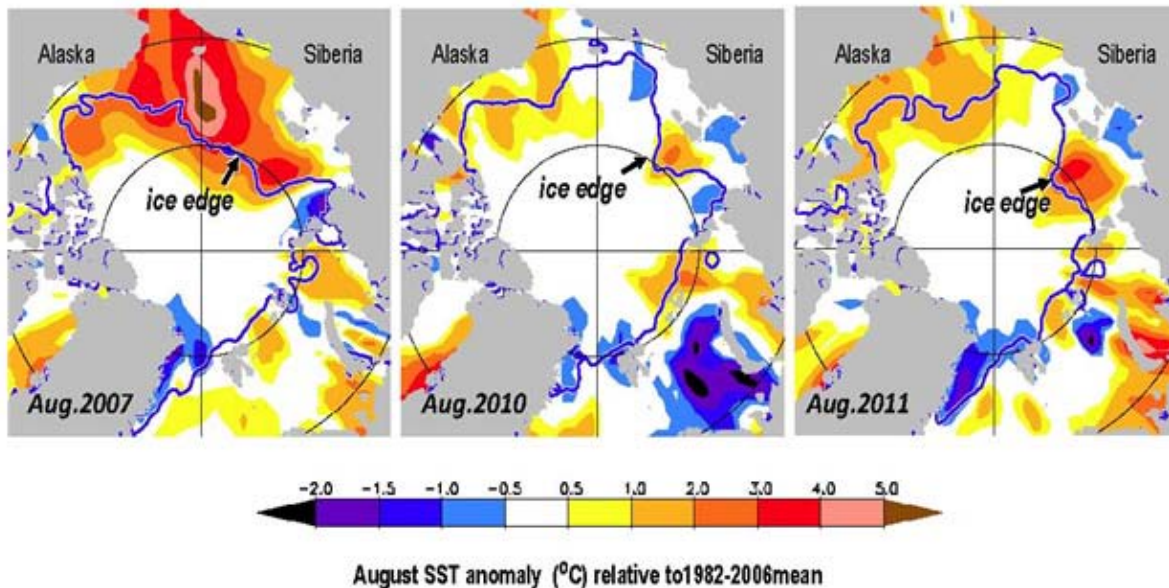 Alaska Siberia
ice edge
Aug.2007
Alaska Siberia
ice edge
Aug.2010
Alaska Siberia
ice edge
Aug.2011
-2.0 -1.5 -1.0 -0.5 0.5 1.0 2.0 3.0 4.0 5.0
August SST anomaly (⁰C) relative to1982-2006mean